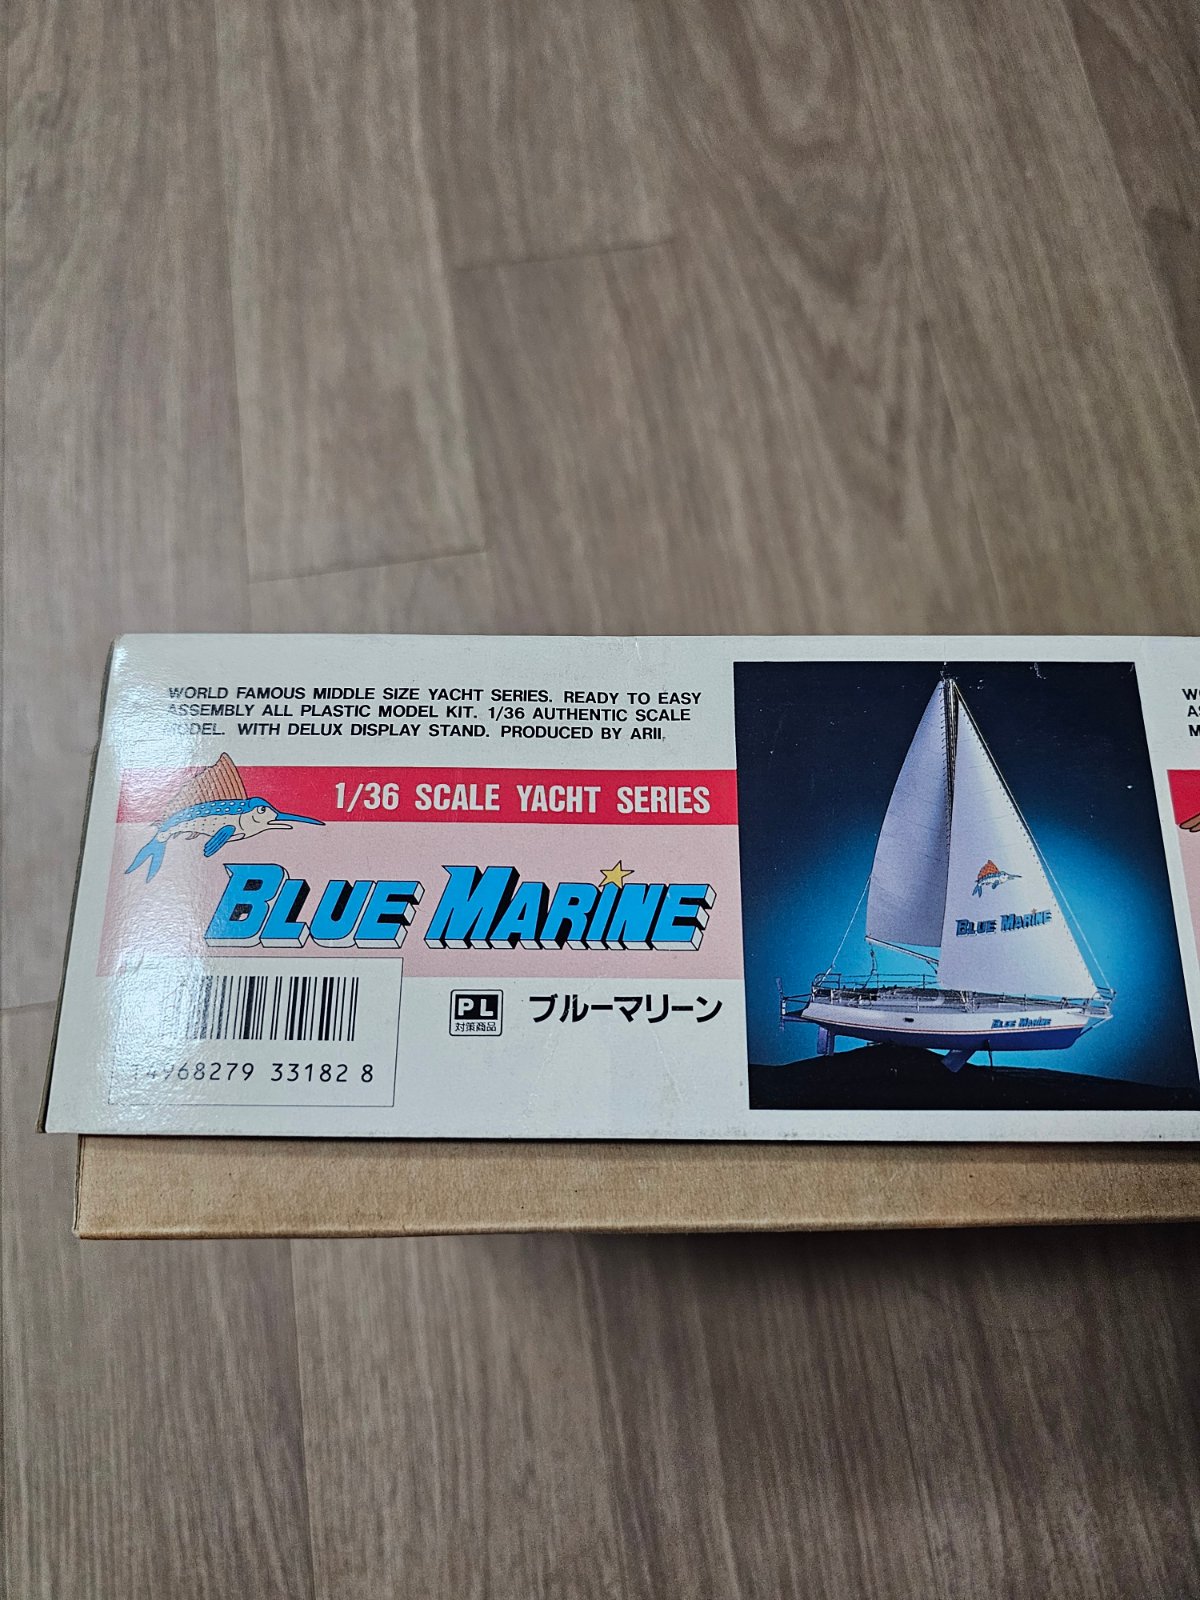 WORLD FAMOUS MIDDLE SIZE YACHT SERIES. READY TO EASY
ASSEMBLY ALL PLASTIC MODEL KIT. 1/36 AUTHENTIC SCALE
MODEL. WITH DELUX DISPLAY STAND. PRODUCED BY ARII.
1/36 SCALE YACHT SERIES
BLUE MARINE
PL
対策商品
ブルーマリーン
T4968279 33182 8
BLUE MARINE
BLUE MARINE